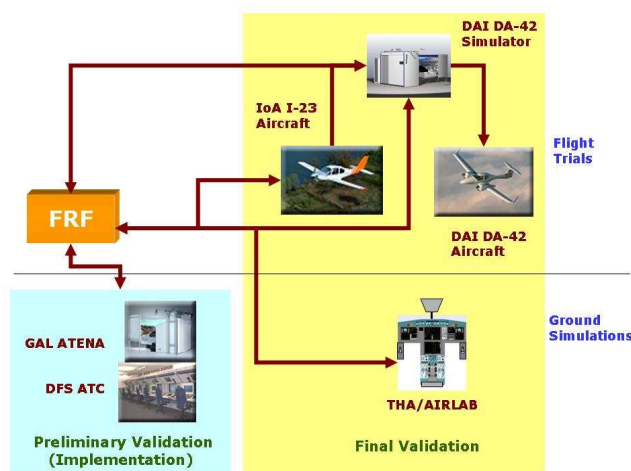 DAI DA-42
Simulator
IoA I-23
Aircraft
Flight
Trials
FRF
DAI DA-42
Aircraft
Ground
Simulations
GAL ATENA
DFS ATC
THA/AIRLAB
Preliminary Validation
(Implementation)
Final Validation